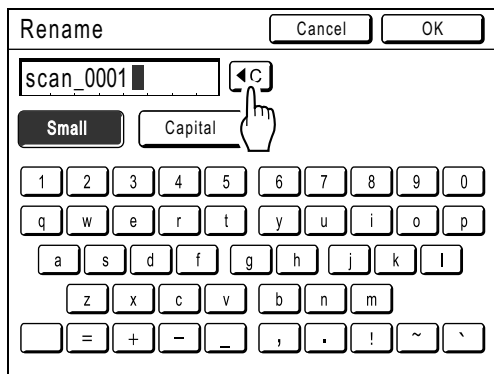 Rename Cancel OK
scan_0001 ◀C
Small Capital
1 2 3 4 5 6 7 8 9 0
q w e r t y u i o p
a s d f g h j k l
z x c v b n m
= + - _ , . ! ~ `